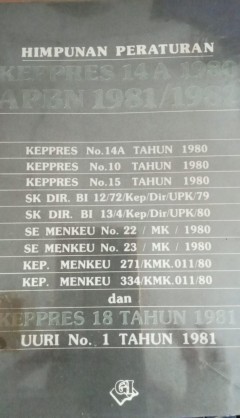 HIMPUNAN PERATURAN
KEPPRES 14A 1980
APBN 1981/19
KEPPRES No.14A TAHUN 1980
KEPPRES No.10 TAHUN 1980
KEPPRES No.15 TAHUN 1980
SK DIR. BI 12/72/Kep/Dir/UPK/79
SK DIR. BI 13/4/Kep/Dir/UPK/80
SE MENKEU No. 22 / MK / 1980
SE MENKEU No. 23 / MK / 1980
KEP. MENKEU 271/KMK.011/80
KEP. MENKEU 334/KMK.011/80
dan
KEPPRES 18 TAHUN 1981
UURI No. 1 TAHUN 1981